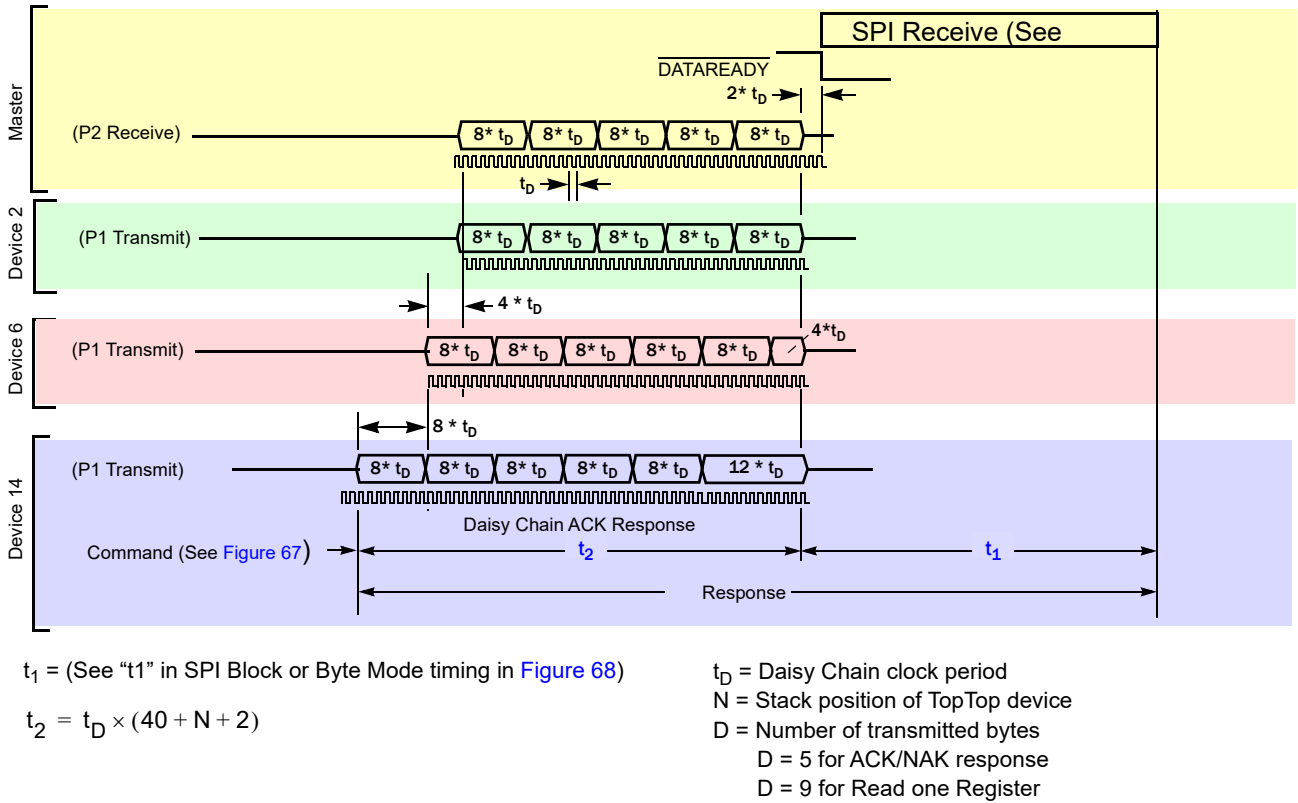 Master
SPI Receive (See
DATAREADY
2* tD
(P2 Receive)
8* tD 8* tD 8* tD 8* tD 8* tD
tD
Device 2
(P1 Transmit)
8* tD 8* tD 8* tD 8* tD 8* tD
4 * tD
Device 6
(P1 Transmit)
8* tD 8* tD 8* tD 8* tD 8* tD
4*tD
8 * tD
Device 14
(P1 Transmit)
8* tD 8* tD 8* tD 8* tD 8* tD 12 * tD
Daisy Chain ACK Response
Command (See Figure 67)
t2
t1
Response
t1 = (See “t1” in SPI Block or Byte Mode timing in Figure 68)
t2 = tD × (40 + N + 2)
tD = Daisy Chain clock period
N = Stack position of TopTop device
D = Number of transmitted bytes
D = 5 for ACK/NAK response
D = 9 for Read one Register